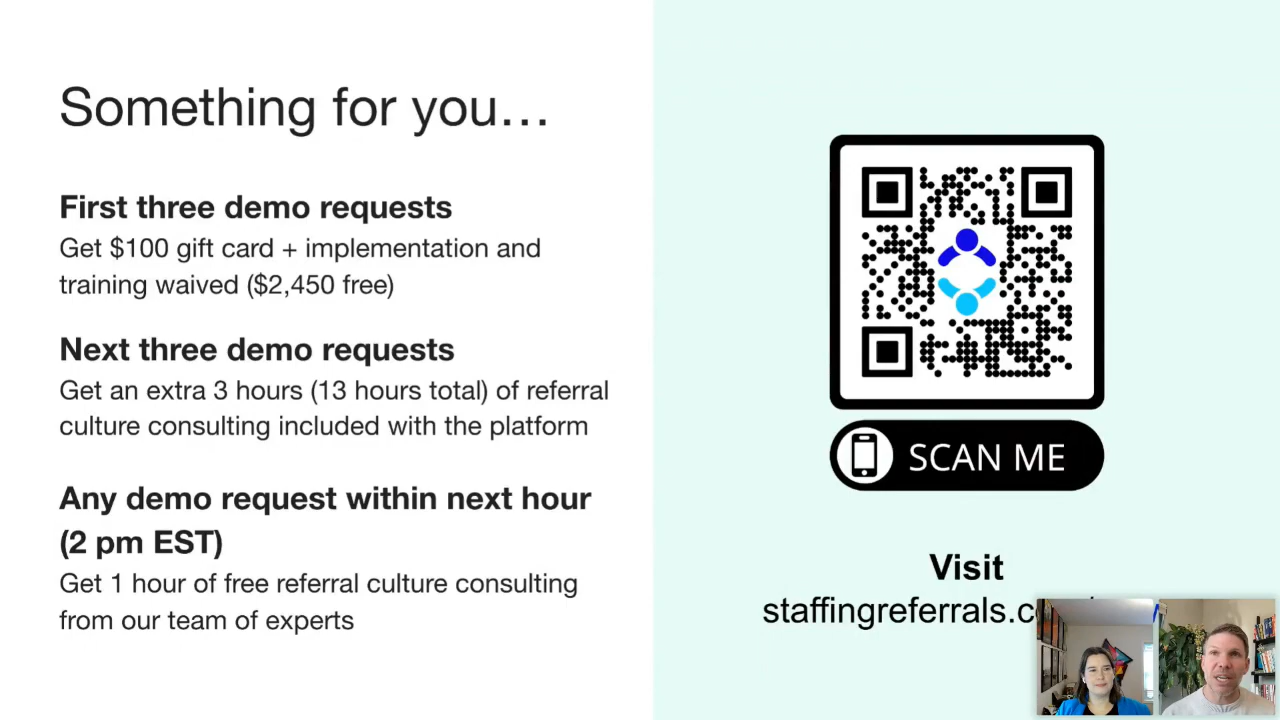 Something for you…
First three demo requests
Get $100 gift card + implementation and
training waived ($2,450 free)
Next three demo requests
Get an extra 3 hours (13 hours total) of referral
culture consulting included with the platform
Any demo request within next hour
(2 pm EST)
Get 1 hour of free referral culture consulting
from our team of experts
SCAN ME
Visit